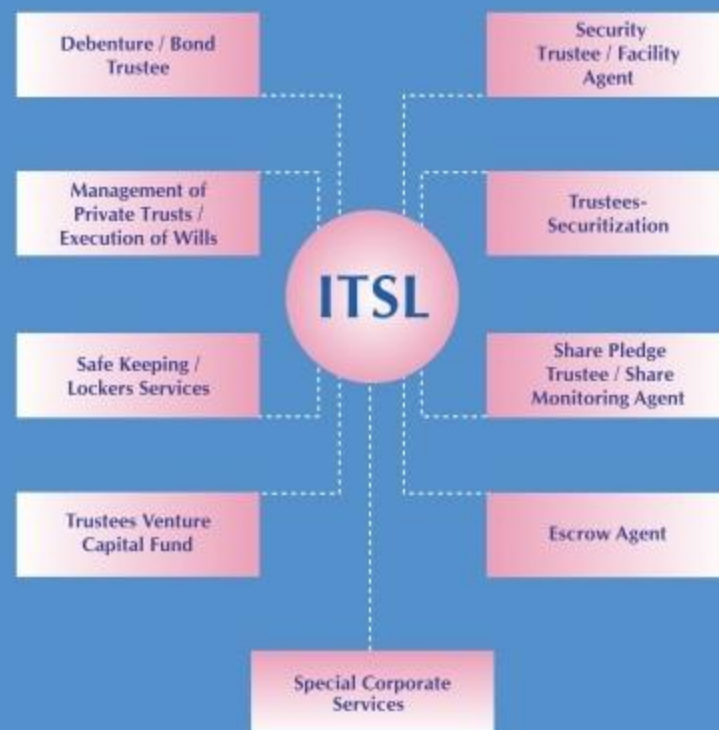 Debenture / Bond
Trustee
Security
Trustee / Facility
Agent
Management of
Private Trusts /
Execution of Wills
Trustees-
Securitization
ITSL
Safe Keeping /
Lockers Services
Share Pledge
Trustee / Share
Monitoring Agent
Trustees Venture
Capital Fund
Escrow Agent
Special Corporate
Services